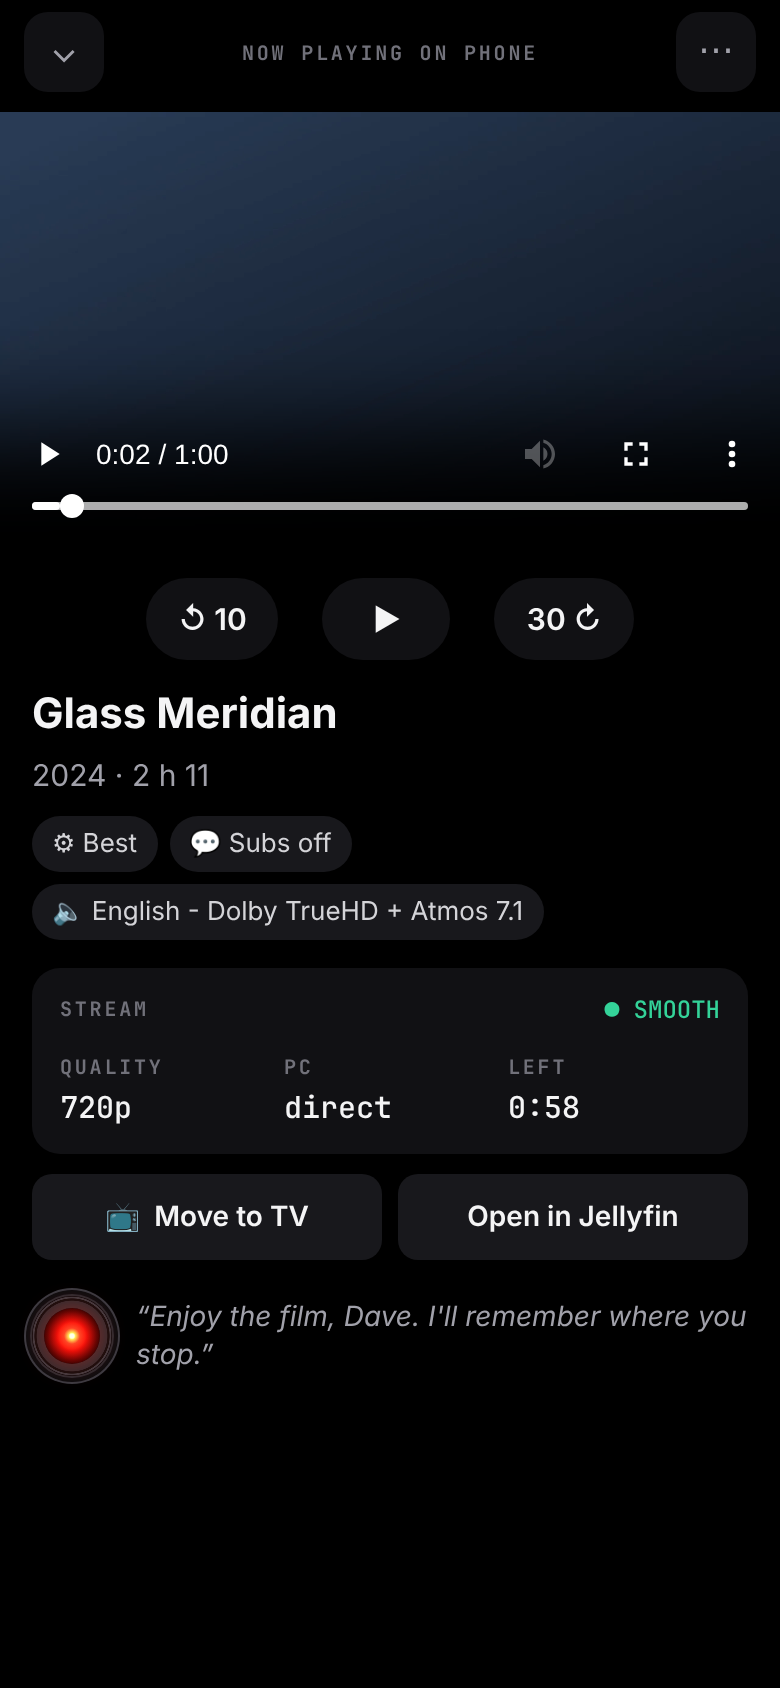 NOW PLAYING ON PHONE
0:02 / 1:00
10
30
Glass Meridian
2024 · 2 h 11
Best
Subs off
English - Dolby TrueHD + Atmos 7.1
STREAM
SMOOTH
QUALITY
PC
LEFT
720p
direct
0:58
Move to TV
Open in Jellyfin
“Enjoy the film, Dave. I'll remember where you
stop.”